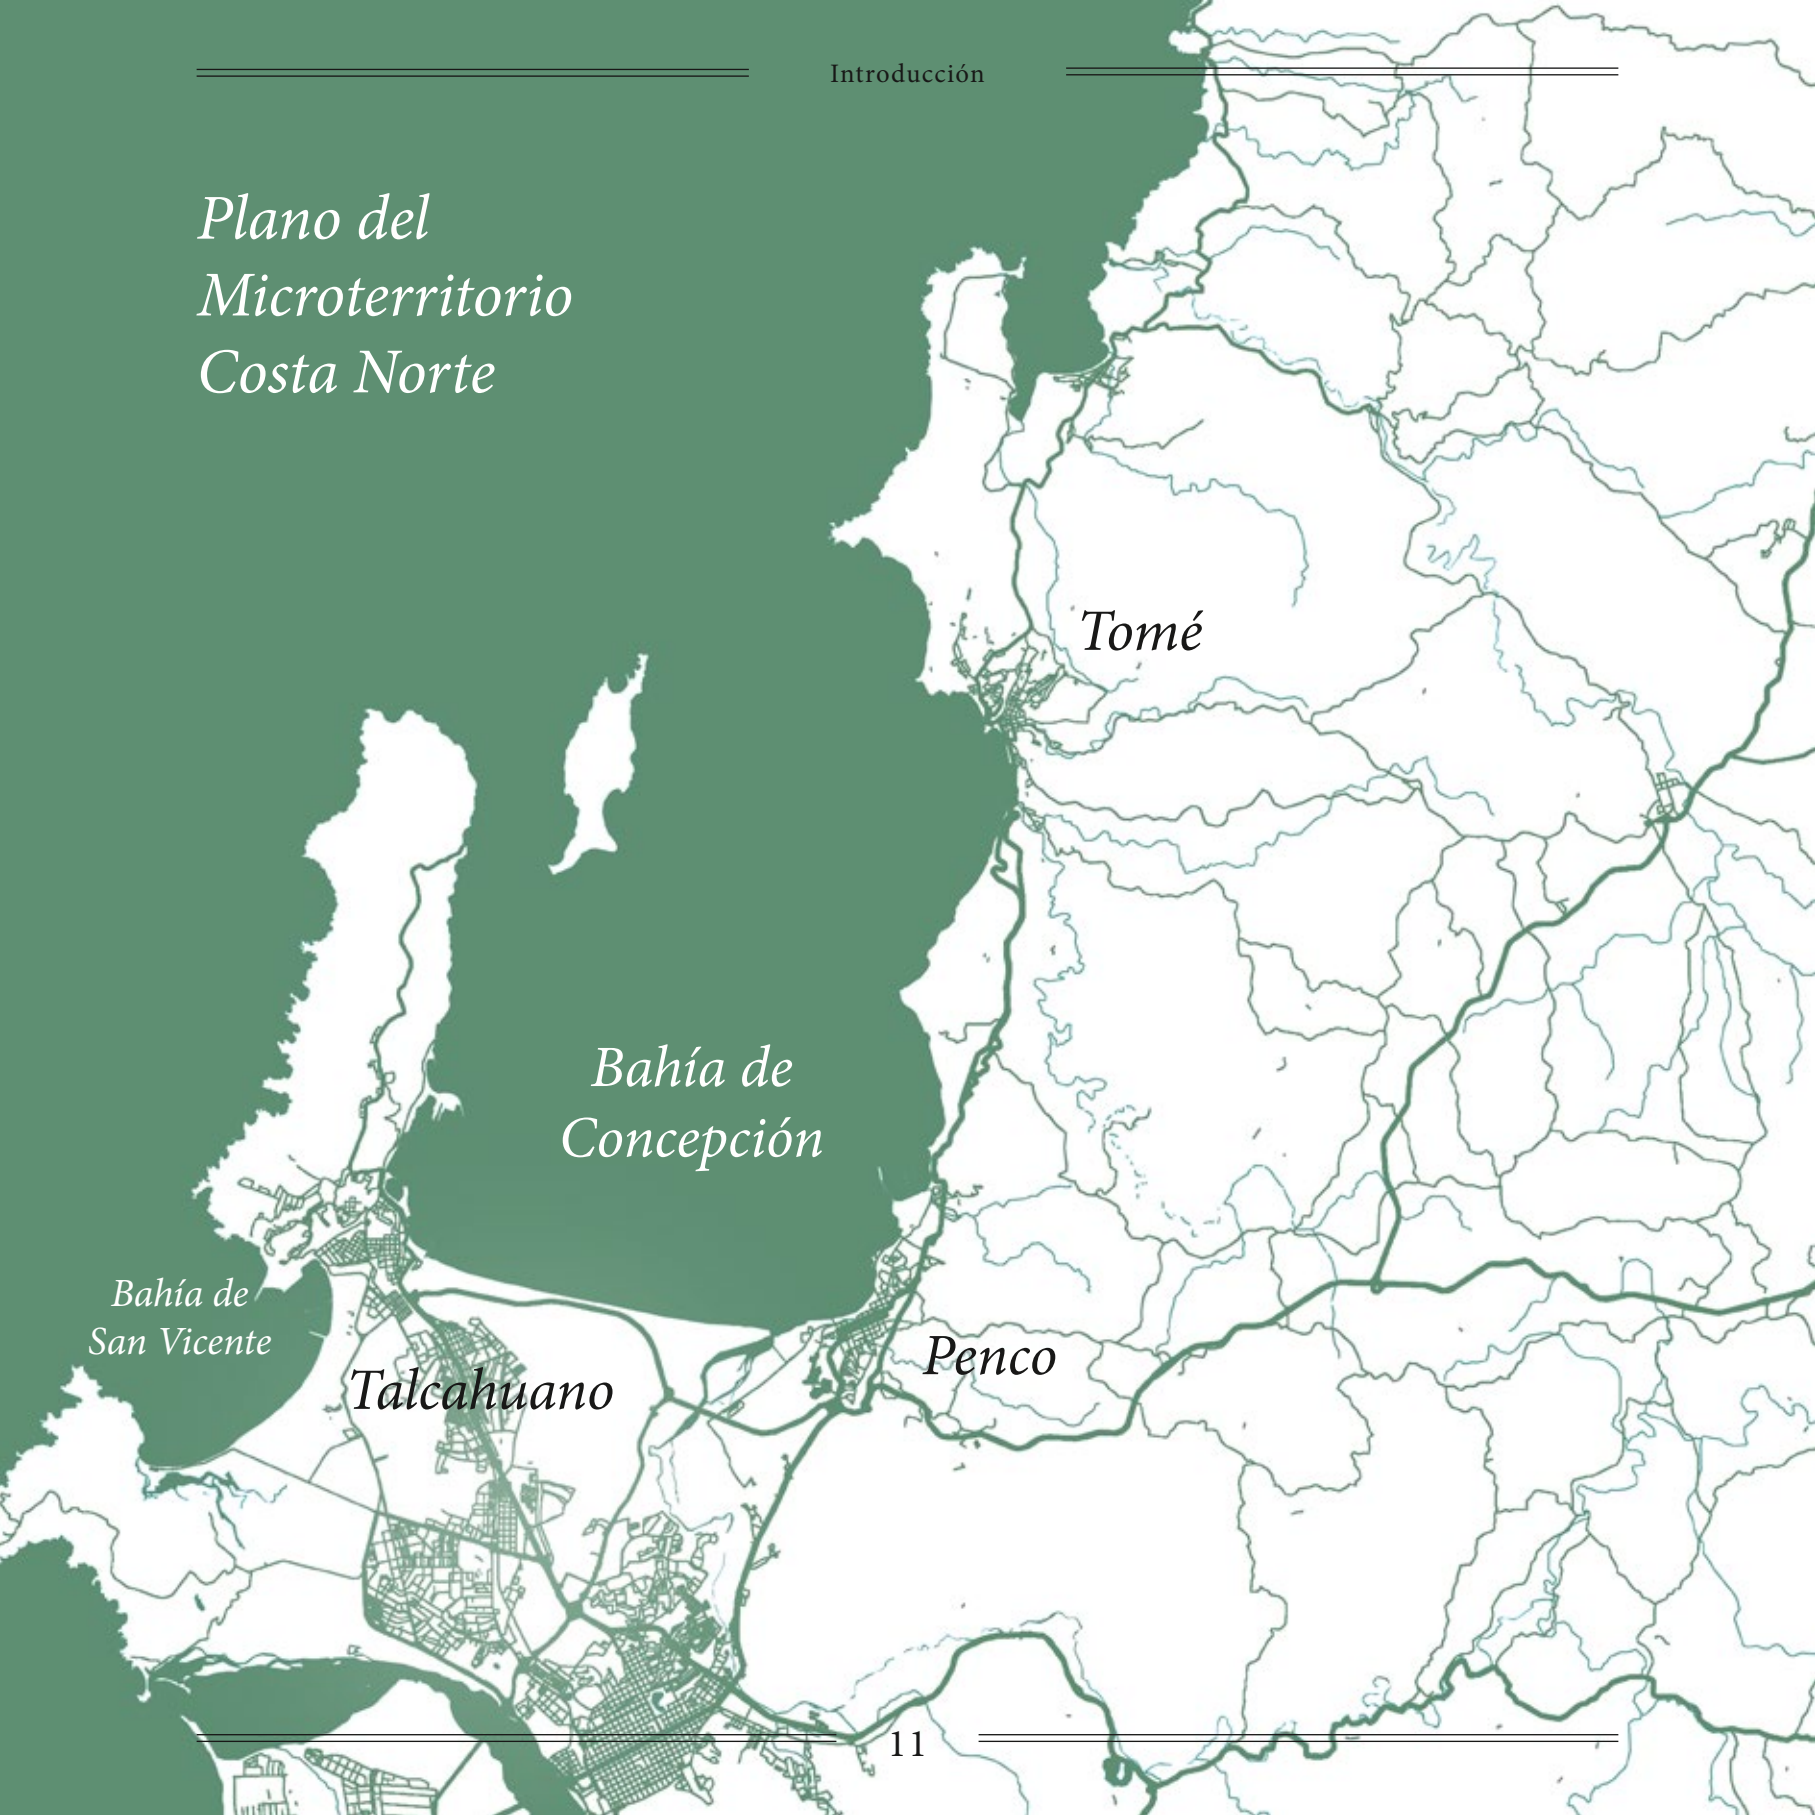 Introducción
Plano del
Microterritorio
Costa Norte
Tomé
Bahía de
Concepción
Bahía de
San Vicente
Penco
Talcahuano
11